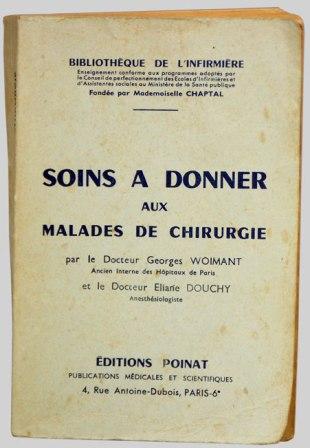 BIBLIOTHÈQUE DE L'INFIRMIÈRE
Enseignement conforme aux programmes adoptés par
le Conseil de perfectionnement des Écoles d'Infirmières et
d'Assistantes sociales au Ministère de la Santé publique
Fondée par Mademoiselle CHAPTAL
SOINS A DONNER
AUX
MALADES DE CHIRURGIE
par le Docteur Georges WOIMANT
Ancien Interne des Hôpitaux de Paris
et le Docteur Eliane DOUCHY
Anesthésiologiste
ÉDITIONS POINAT
PUBLICATIONS MÉDICALES ET SCIENTIFIQUES
4, Rue Antoine-Dubois, PARIS-6e